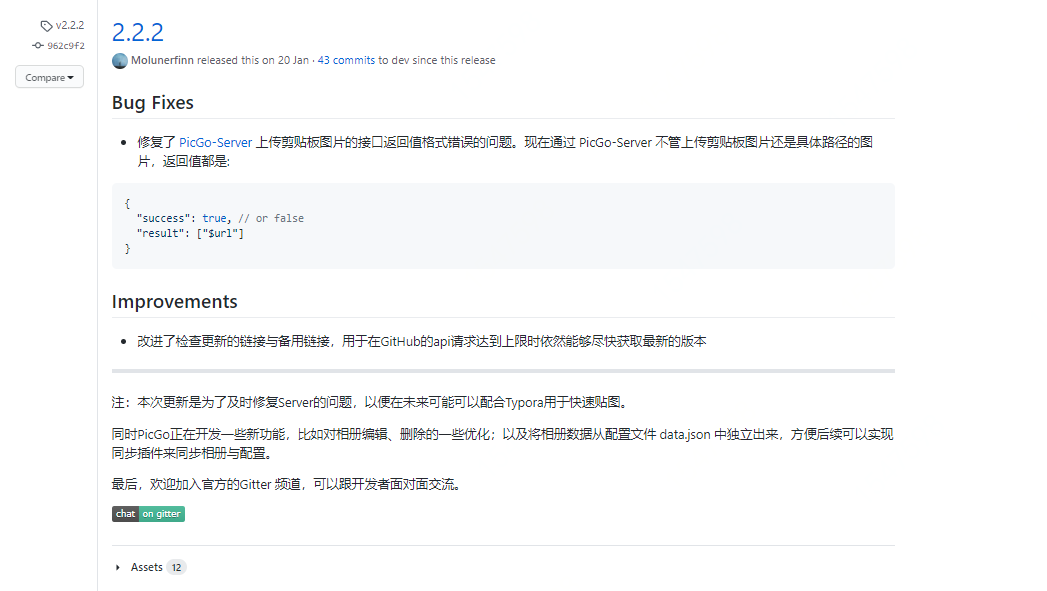 v2.2.2
962c9f2
Compare
2.2.2
Molunerfinn released this on 20 Jan · 43 commits to dev since this release
Bug Fixes
修复了 PicGo-Server 上传剪贴板图片的接口返回值格式错误的问题。现在通过 PicGo-Server 不管上传剪贴板图片还是具体路径的图
片，返回值都是:
{
"success": true, // or false
"result": ["$url"]
}
Improvements
改进了检查更新的链接与备用链接，用于在GitHub的api请求达到上限时依然能够尽快获取最新的版本
注：本次更新是为了及时修复Server的问题，以便在未来可能可以配合Typora用于快速贴图。
同时PicGo正在开发一些新功能，比如对相册编辑、删除的一些优化；以及将相册数据从配置文件 data.json 中独立出来，方便后续可以实现
同步插件来同步相册与配置。
最后，欢迎加入官方的Gitter 频道，可以跟开发者面对面交流。
chat on gitter
Assets 12